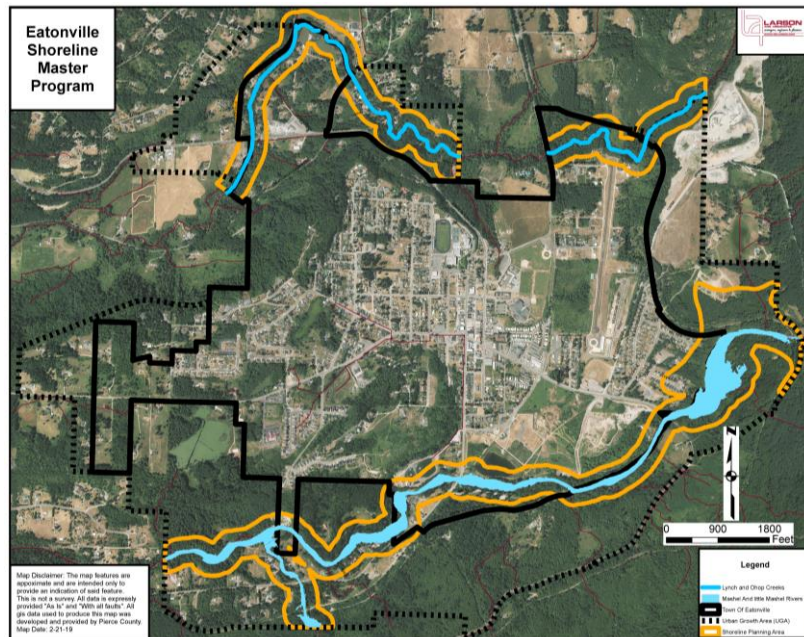 Eatonville
Shoreline
Master
Program
LARSON
N
0 900 1800
Feet
Legend
Lynch and Ohop Creeks
Mashel And little Mashel Rivers
Town Of Eatonville
Urban Growth Area (UGA)
Shoreline Planning Area
Map Disclaimer: The map features are
approximate and are intended only to
provide an indication of said feature.
This is not a survey. All data is expressly
provided "As Is" and "With all faults". All
gis data used to produce this map was
developed and provided by Pierce County.
Map Date: 2-21-19